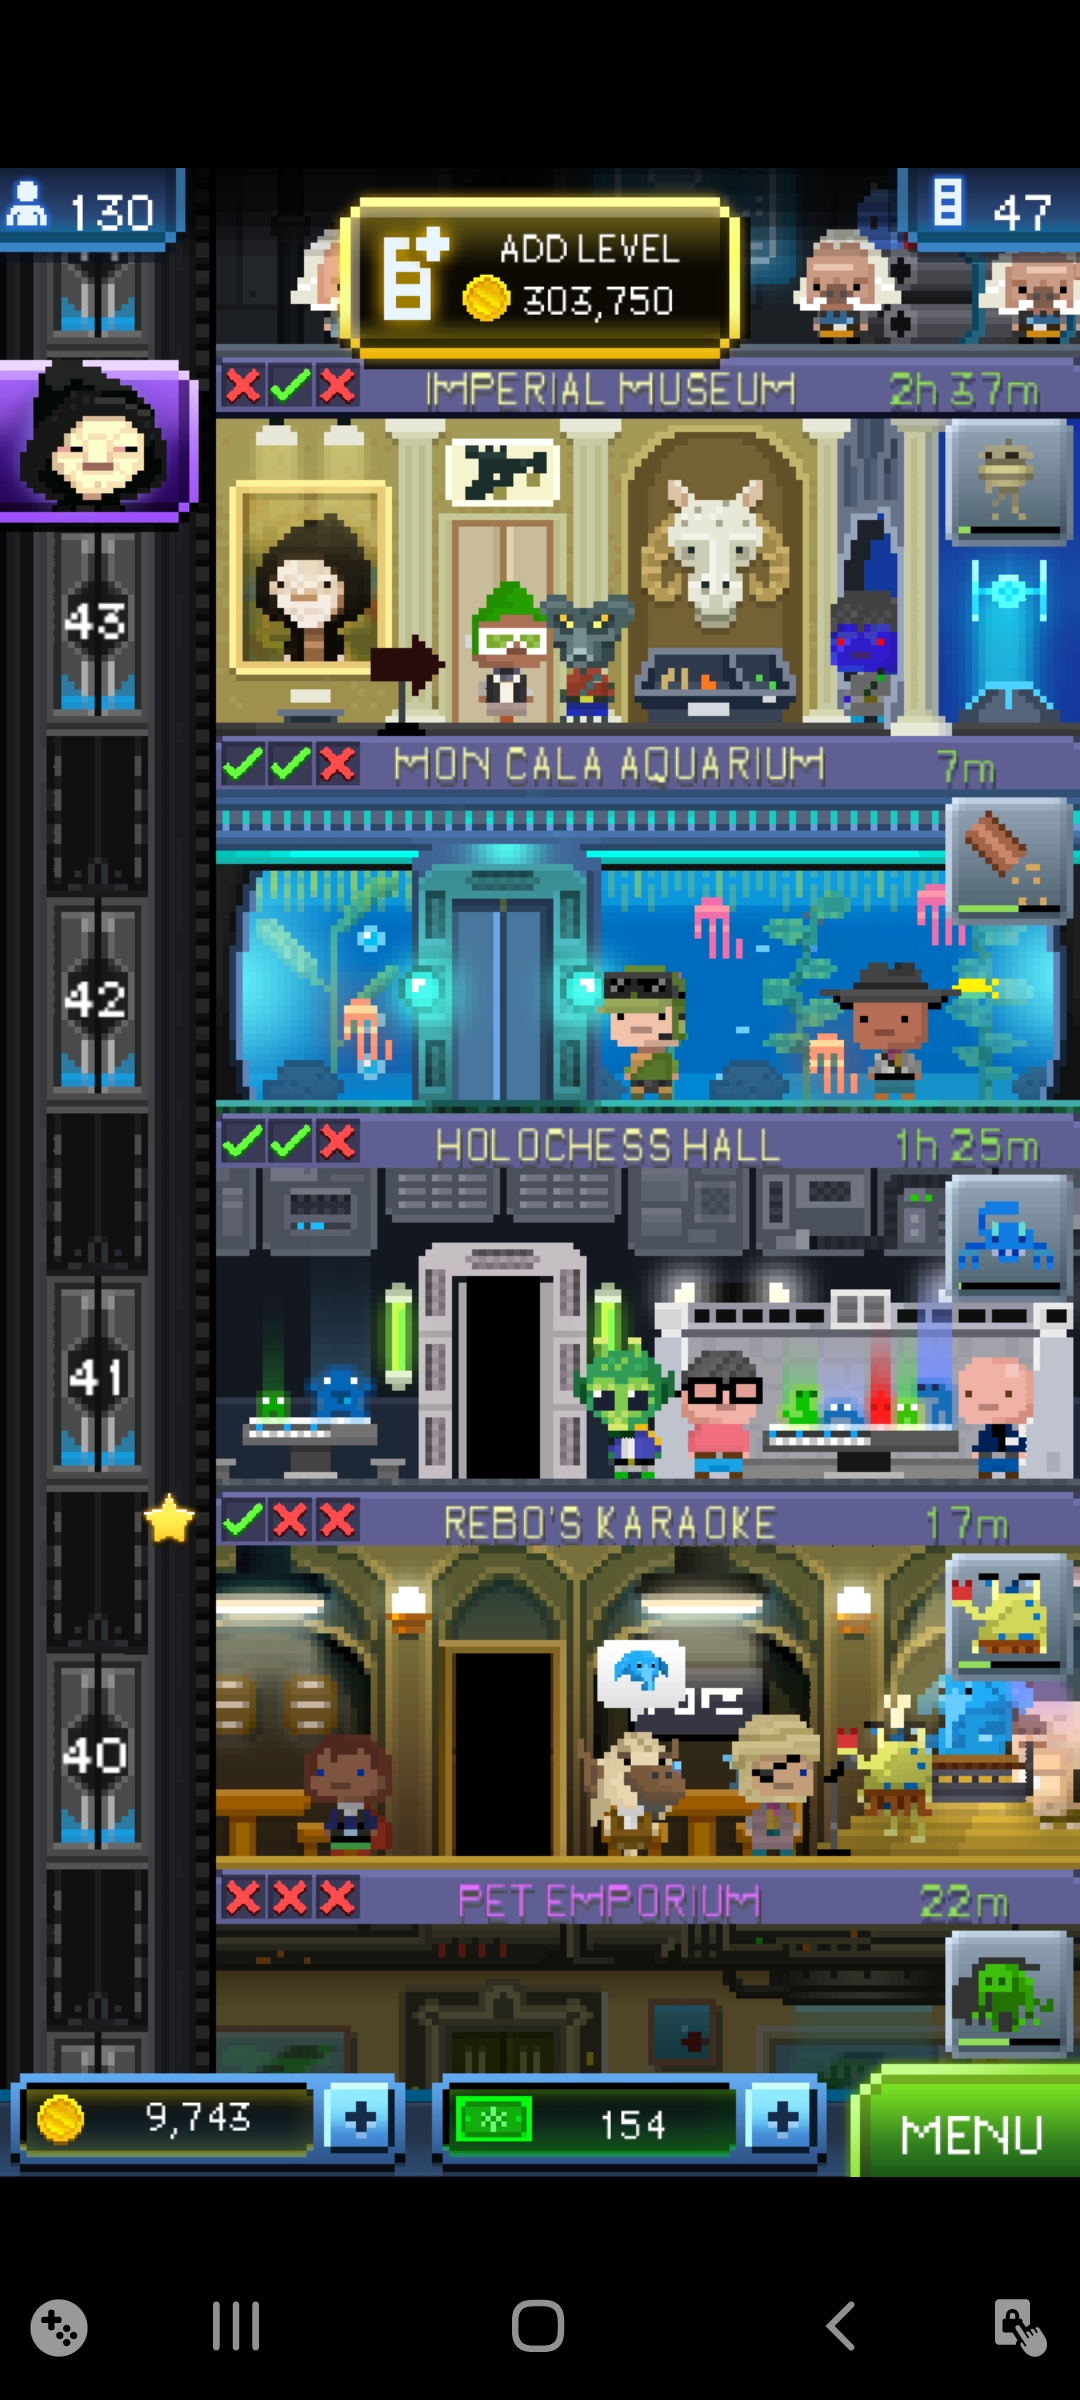 130
ADD LEVEL
303,750
47
IMPERIAL MUSEUM 2h 37m
43
MON CALA AQUARIUM 7m
42
HOLOCHESS HALL 1h 25m
41
REBO'S KARAOKE 17m
40
PET EMPORIUM 22m
9,743 + 154 + MENU